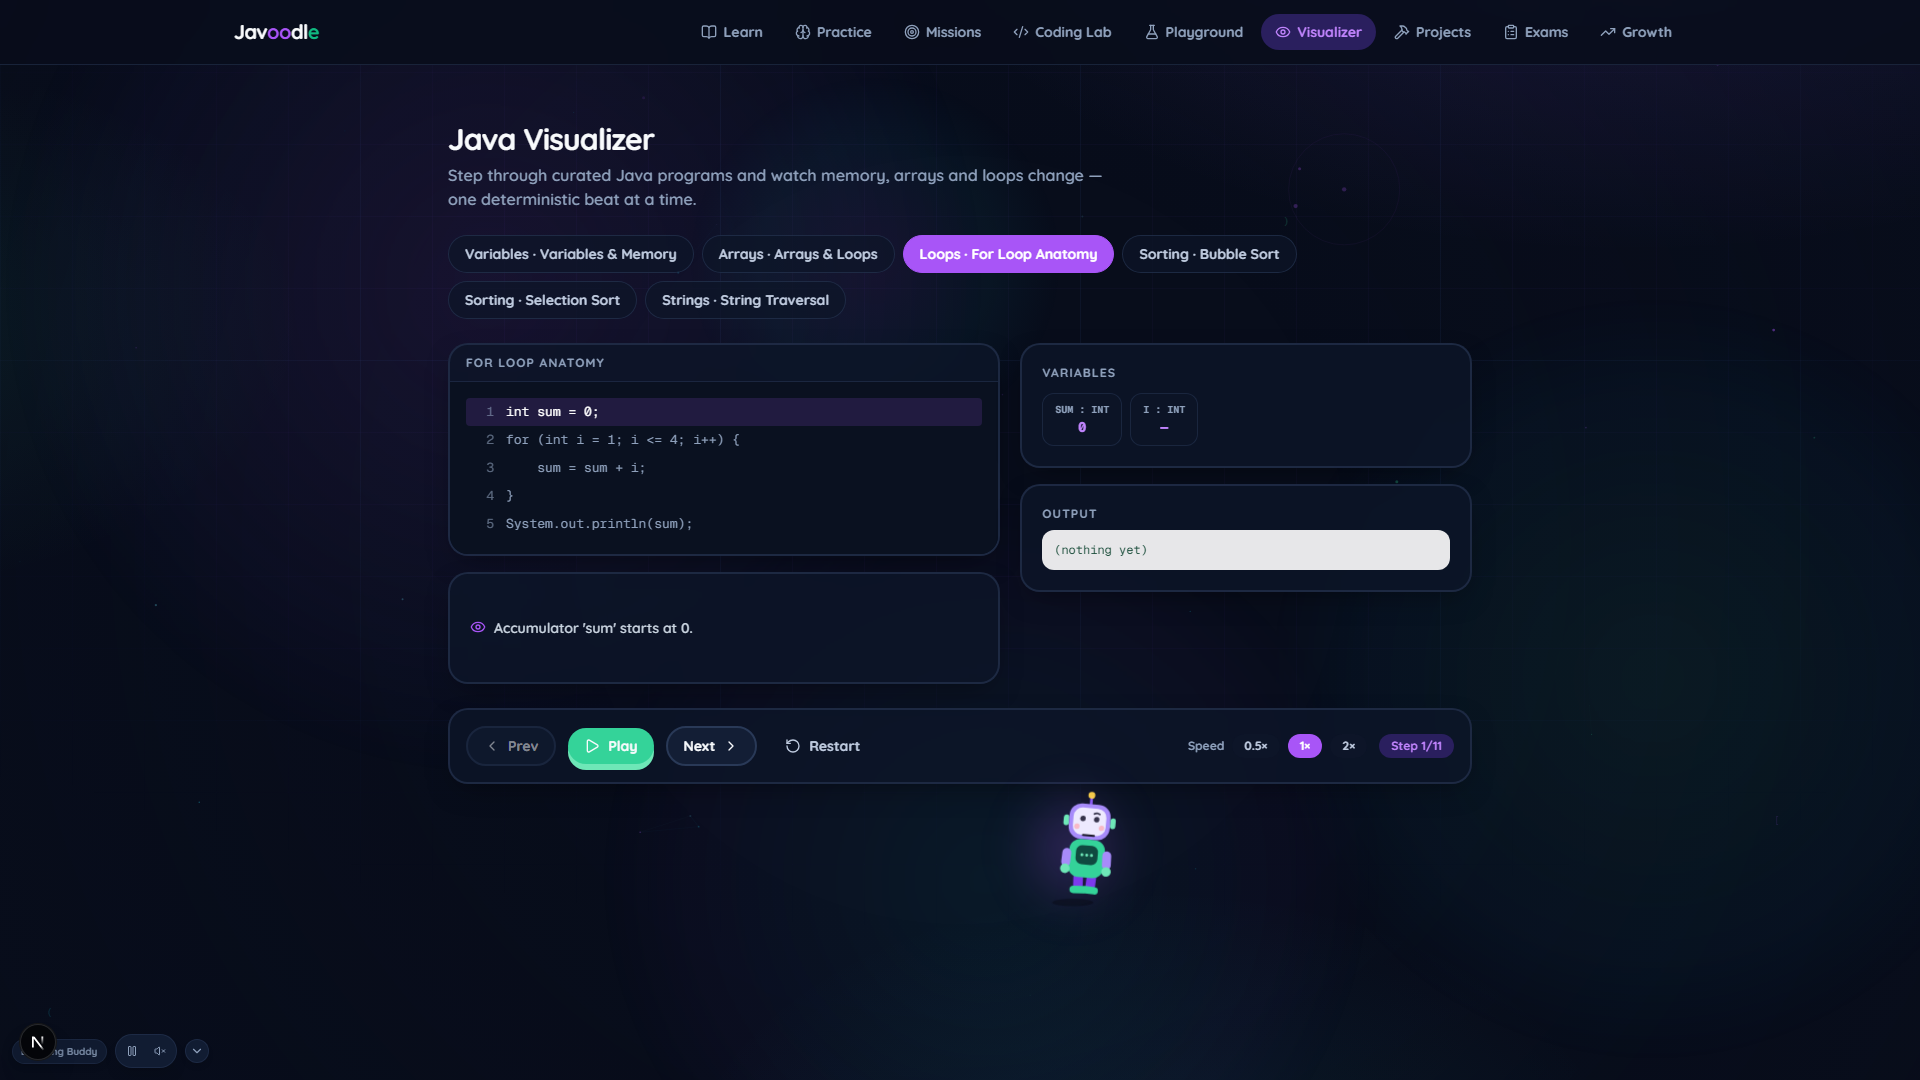 Javoodle
Learn
Practice
Missions
Coding Lab
Playground
Visualizer
Projects
Exams
Growth
Java Visualizer
Step through curated Java programs and watch memory, arrays and loops change —
one deterministic beat at a time.
Variables · Variables & Memory
Arrays · Arrays & Loops
Loops · For Loop Anatomy
Sorting · Bubble Sort
Sorting · Selection Sort
Strings · String Traversal
FOR LOOP ANATOMY
1 int sum = 0;
2 for (int i = 1; i <= 4; i++) {
3 sum = sum + i;
4 }
5 System.out.println(sum);
Accumulator 'sum' starts at 0.
VARIABLES
SUM : INT
0
I : INT
—
OUTPUT
(nothing yet)
Prev
Play
Next
Restart
Speed
0.5×
1×
2×
Step 1/11
N
Buddy